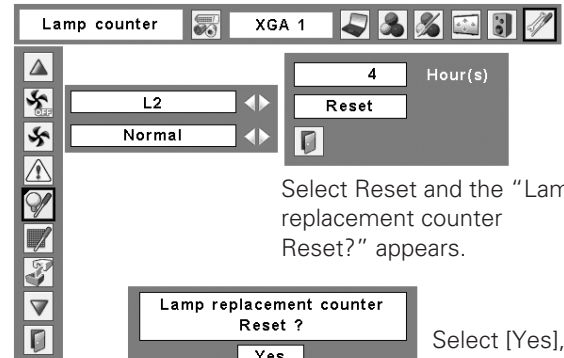 Lamp counter XGA 1
4 Hour(s)
L2 Reset
Normal
OFF
Select Reset and the “Lam
replacement counter
Reset?” appears.
Lamp replacement counter
Reset ?
Select [Yes],
Yes